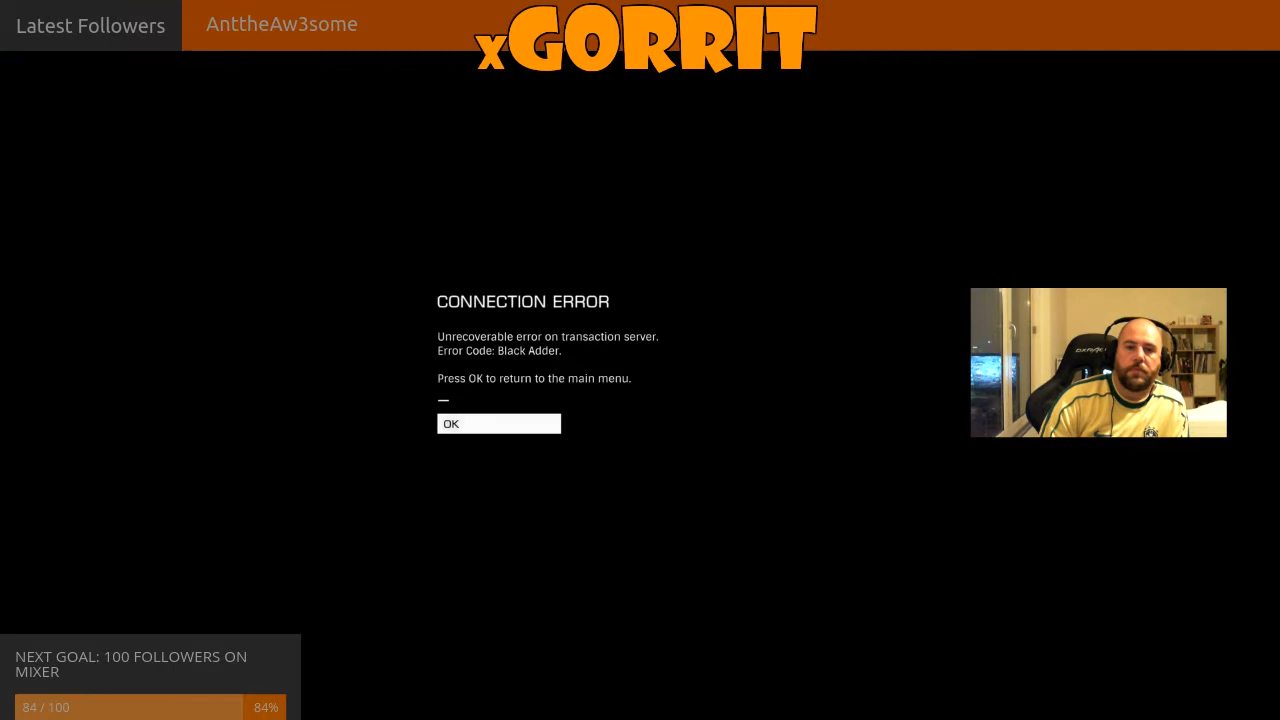 Latest Followers
AnttheAw3some
xGORRIT
CONNECTION ERROR
Unrecoverable error on transaction server.
Error Code: Black Adder.
Press OK to return to the main menu.
OK
NEXT GOAL: 100 FOLLOWERS ON
MIXER
84 / 100
84%